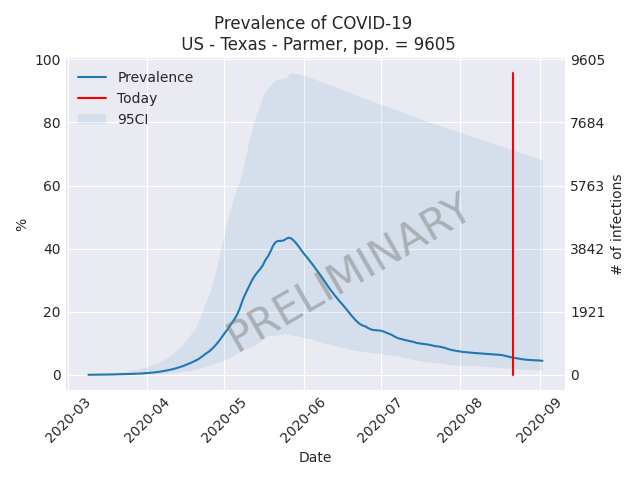 Prevalence of COVID-19
US - Texas - Parmer, pop. = 9605
100
80
60
40
20
0
%
9605
7684
5763
3842
1921
0
# of infections
Prevalence
Today
95CI
PRELIMINARY
2020-03
2020-04
2020-05
2020-06
2020-07
2020-08
2020-09
Date